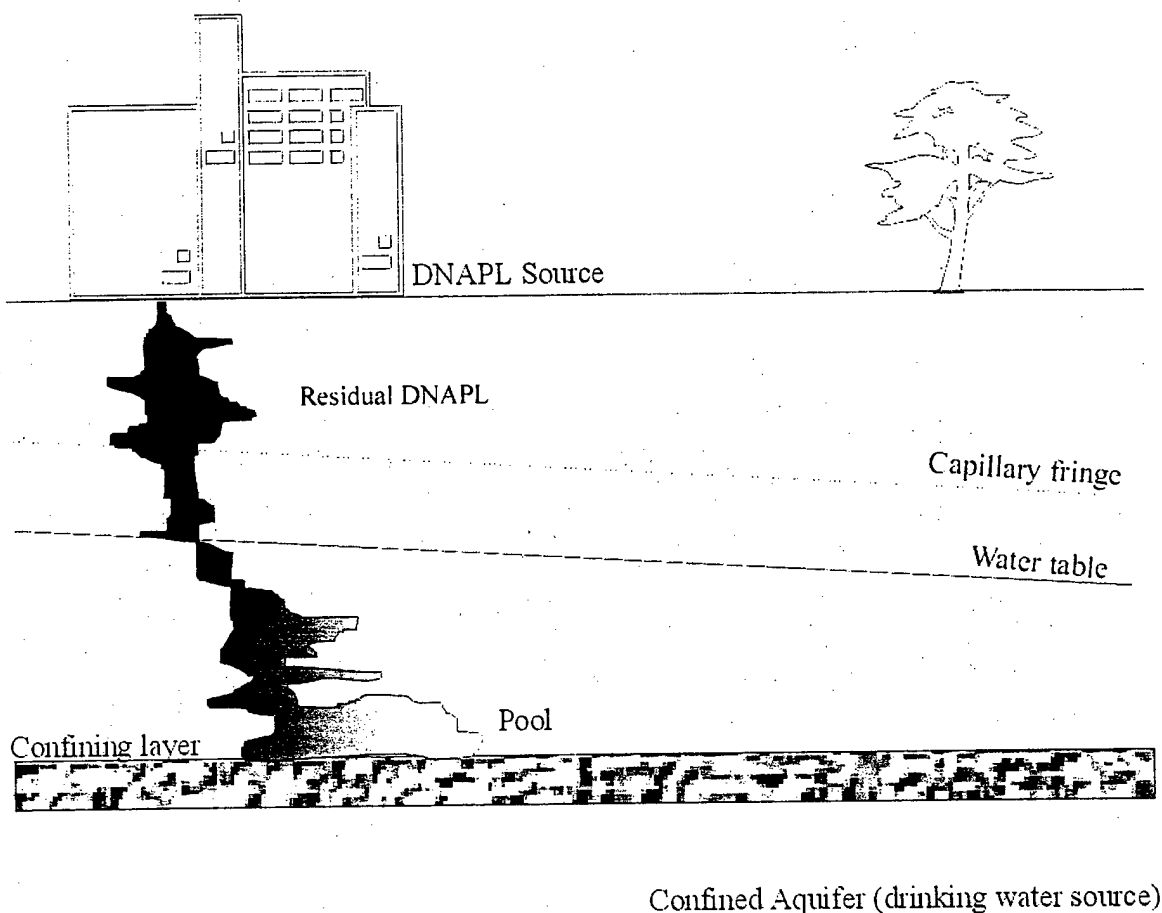 DNAPL Source
Residual DNAPL
Capillary fringe
Water table
Pool
Confining layer
Confined Aquifer (drinking water source)